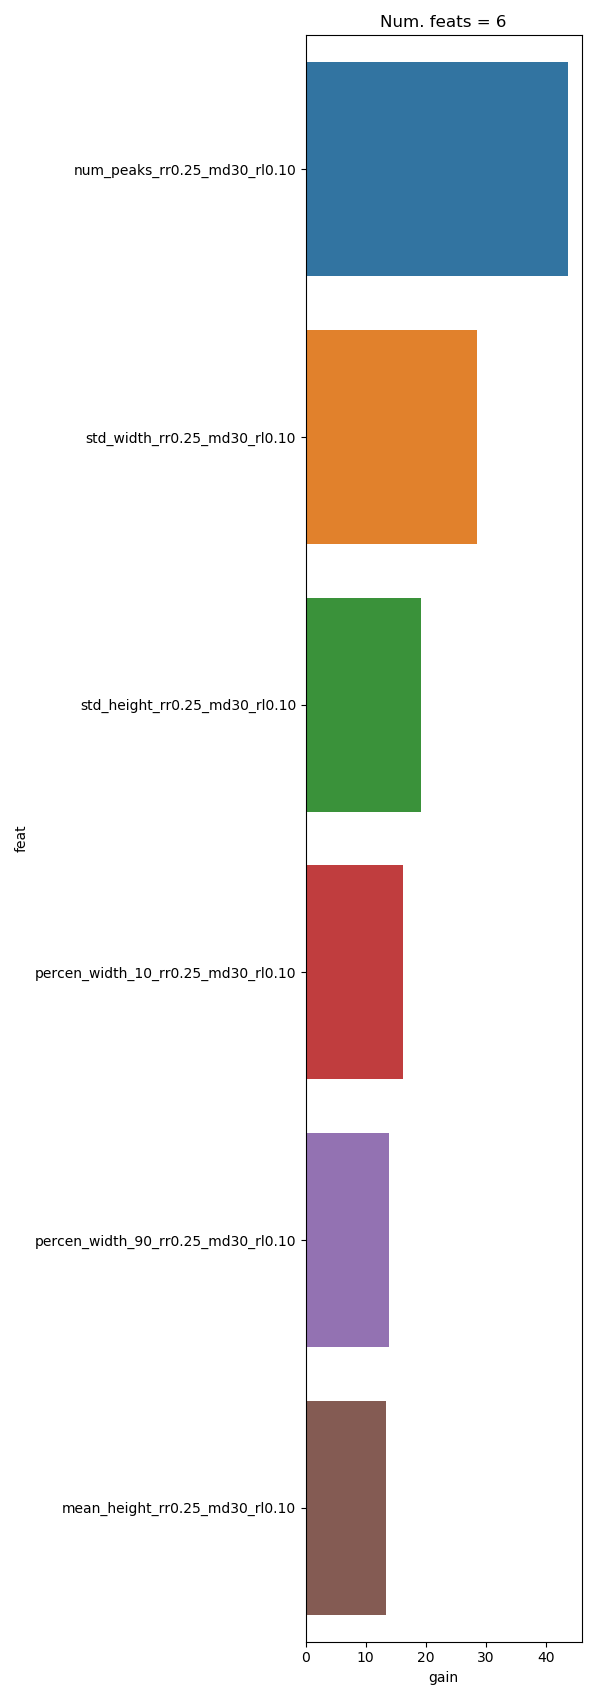 Num. feats = 6
num_peaks_rr0.25_md30_rl0.10
std_width_rr0.25_md30_rl0.10
std_height_rr0.25_md30_rl0.10
feat
percen_width_10_rr0.25_md30_rl0.10
percen_width_90_rr0.25_md30_rl0.10
mean_height_rr0.25_md30_rl0.10
0 10 20 30 40
gain